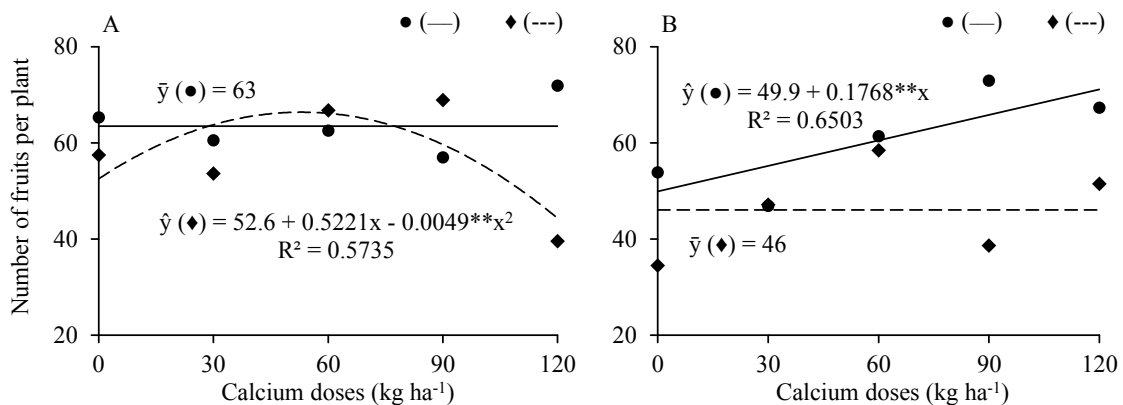 A
● (—) ♦ (---)
B
● (—) ♦ (---)
Number of fruits per plant
80
60
40
20
ȳ (●) = 63
ŷ (♦) = 52.6 + 0.5221x - 0.0049**x²
R² = 0.5735
0 30 60 90 120
Calcium doses (kg ha⁻¹)
80
60
40
20
ŷ (●) = 49.9 + 0.1768**x
R² = 0.6503
ȳ (♦) = 46
0 30 60 90 120
Calcium doses (kg ha⁻¹)